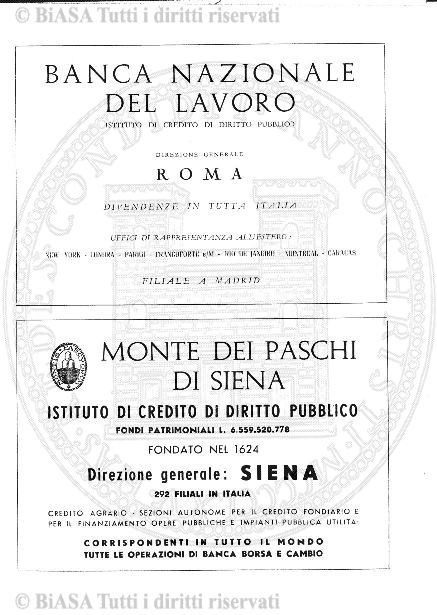 © BiASA Tutti i diritti riservati
BANCA NAZIONALE
DEL LAVORO
ISTITUTO DI CREDITO DI DIRITTO PUBBLICO
DIREZIONE GENERALE
ROMA
DIPENDENZE IN TUTTA ITALIA
UFFICI DI RAPPRESENTANZA ALL'ESTERO:
NEW YORK - LONDRA - PARIGI - FRANCOFORTE s/M - RIO DE JANEIRO - MONTREAL - CARACAS
FILIALE A MADRID
MONTE DEI PASCHI
DI SIENA
ISTITUTO DI CREDITO DI DIRITTO PUBBLICO
FONDI PATRIMONIALI L. 6.559.520.778
FONDATO NEL 1624
Direzione generale: SIENA
292 FILIALI IN ITALIA
CREDITO AGRARIO - SEZIONI AUTONOME PER IL CREDITO FONDIARIO E
PER IL FINANZIAMENTO OPERE PUBBLICHE E IMPIANTI PUBBLICA UTILITA'
CORRISPONDENTI IN TUTTO IL MONDO
TUTTE LE OPERAZIONI DI BANCA BORSA E CAMBIO
© BiASA Tutti i diritti riservati